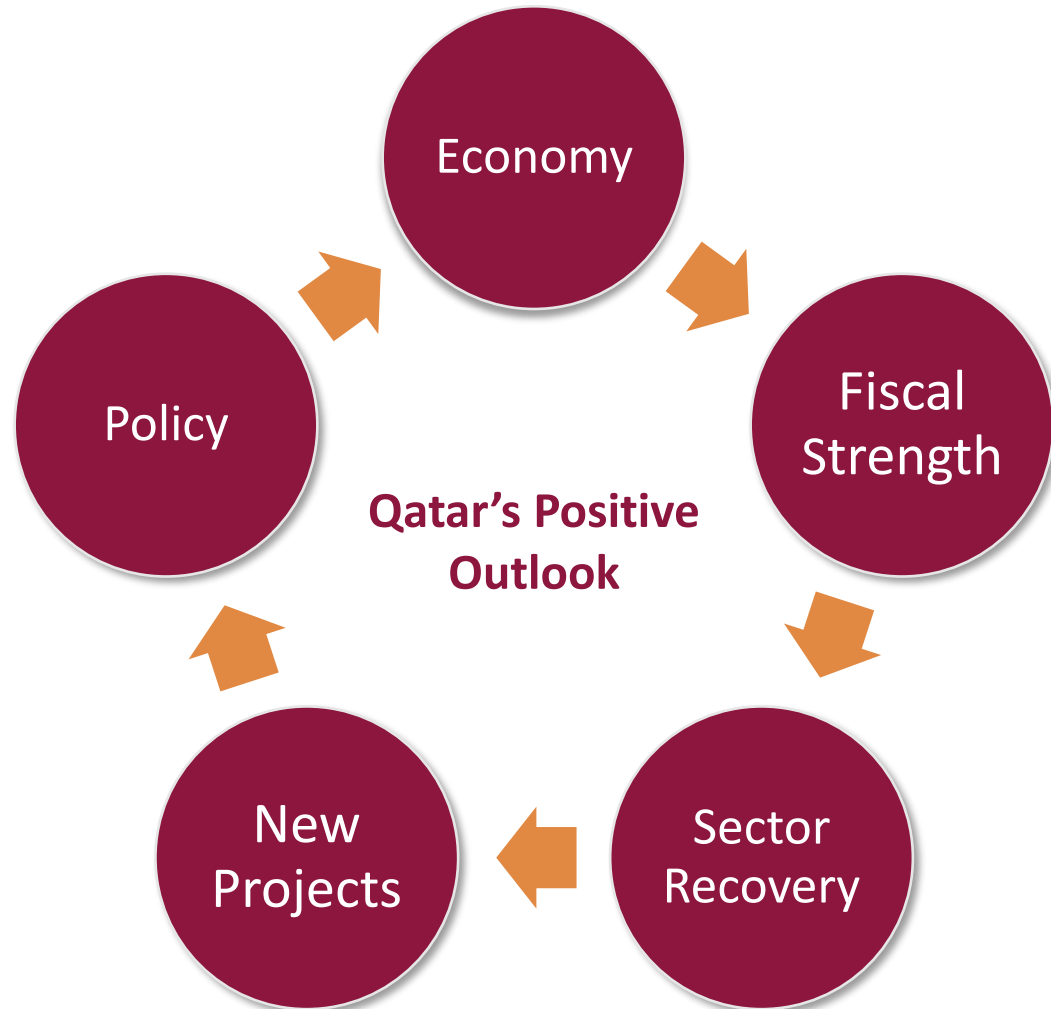 Economy
Fiscal
Strength
Sector
Recovery
New
Projects
Policy
Qatar’s Positive
Outlook